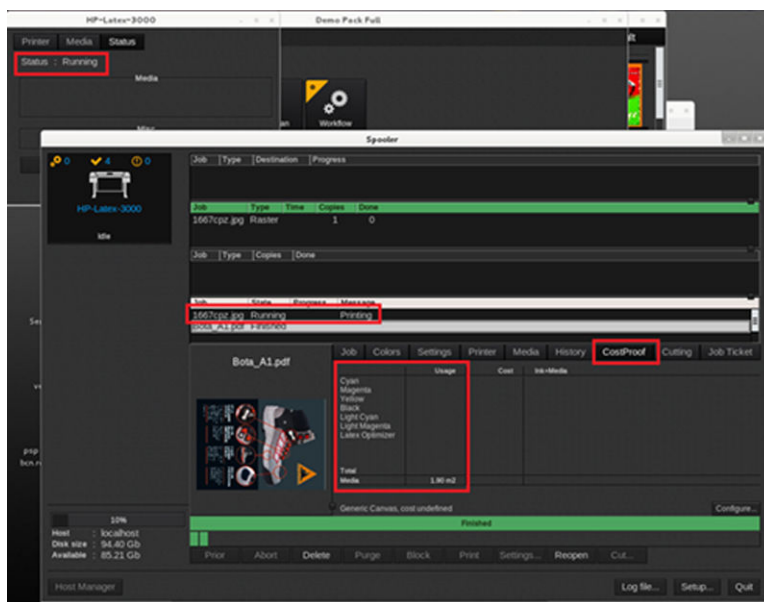 HP-Latex-3000
Demo Pack Full
Printer Media Status
Status : Running
Media
Misc
Workflow
Spooler
0 4 0
HP-Latex-3000
Idle
Job Type Destination Progress
Job Type Time Copies Done
1667cpz.jpg Raster 1 0
Job Type Copies Done
Job State Progress Message
1667cpz.jpg Running Printing
Bota_A1.pdf Finished
Bota_A1.pdf
Job Colors Settings Printer Media History CostProof Cutting Job Ticket
Usage Cost Ink+Media
Cyan
Magenta
Yellow
Black
Light Cyan
Light Magenta
Latex Optimizer
Total
Media 1.90 m2
Generic Canvas, cost undefined Configure...
Finished
10%
Host : localhost
Disk size : 94.40 Gb
Available : 85.21 Gb
Prior Abort Delete Purge Block Print Settings... Reopen Cut...
Host Manager Log file... Setup... Quit